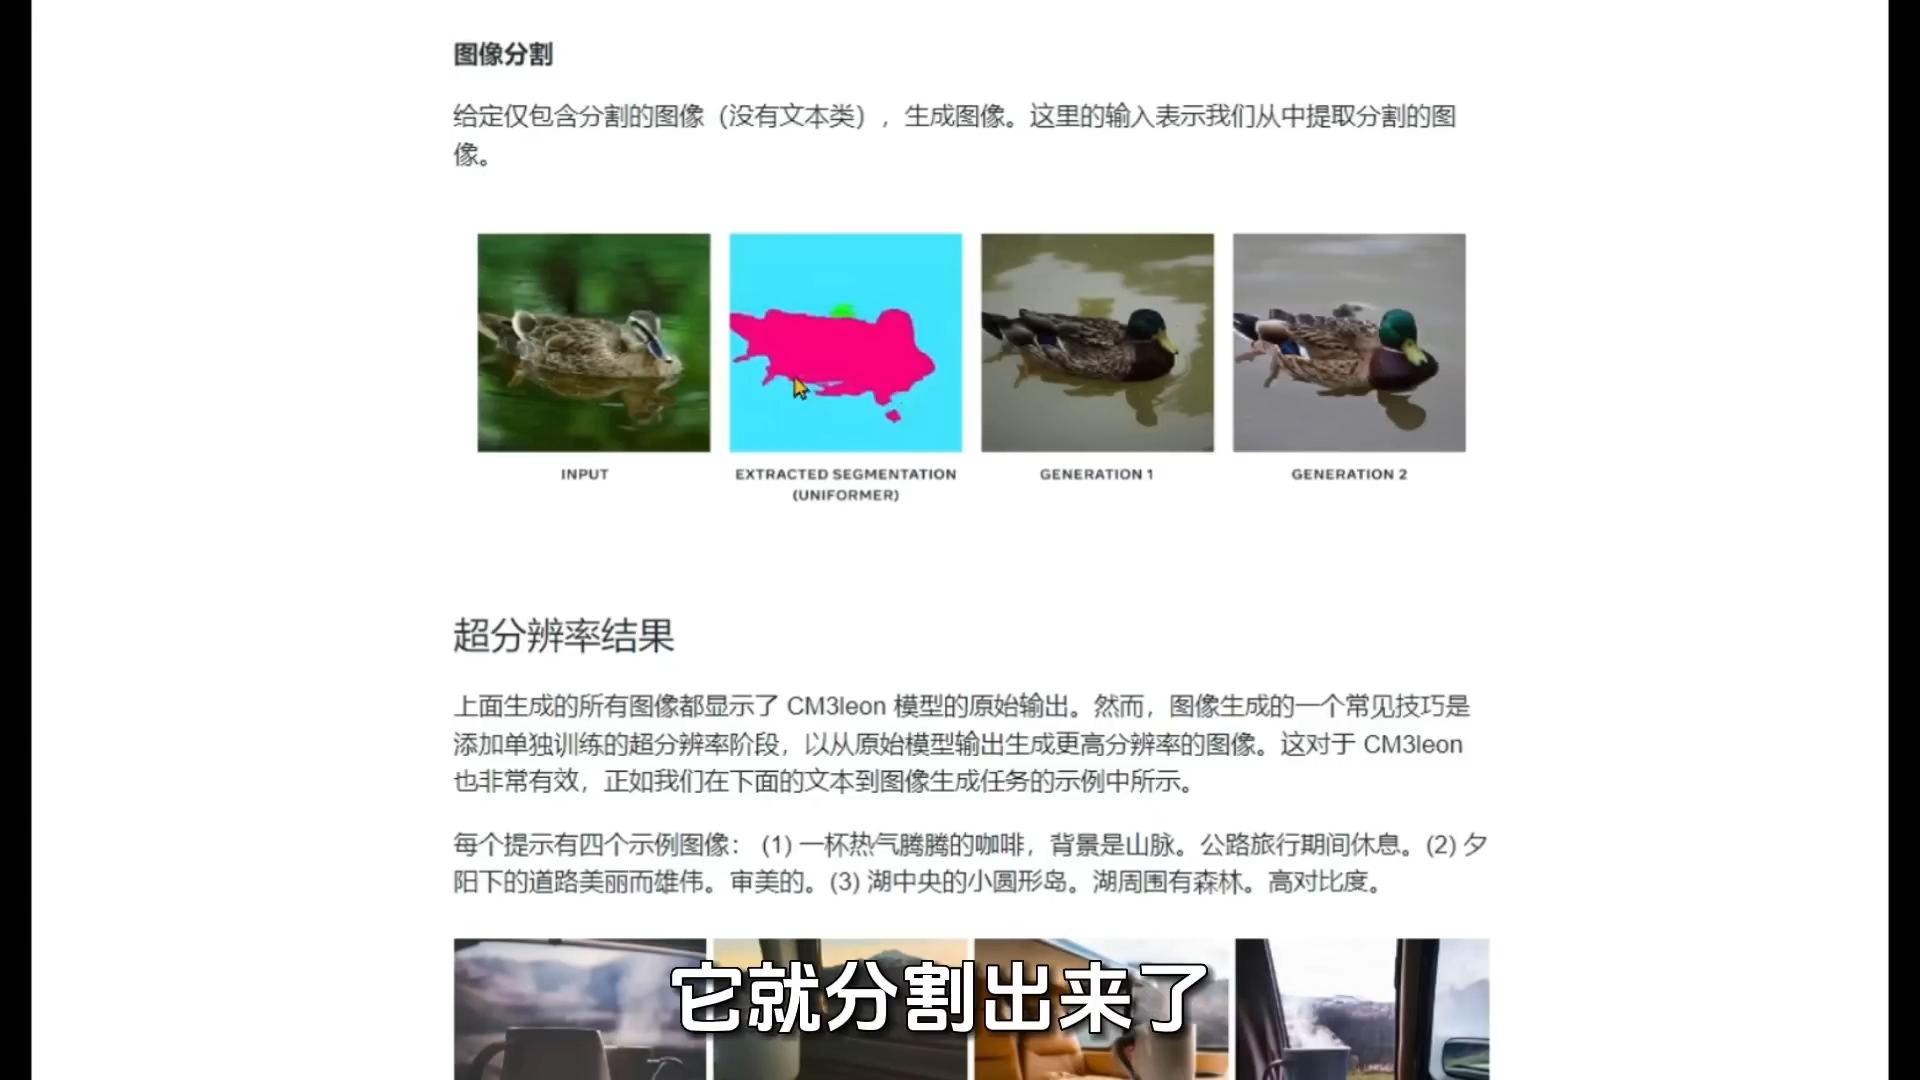 图像分割
给定仅包含分割的图像（没有文本类），生成图像。这里的输入表示我们从中提取分割的图
像。
INPUT
EXTRACTED SEGMENTATION
(UNIFORMER)
GENERATION 1
GENERATION 2
超分辨率结果
上面生成的所有图像都显示了 CM3leon 模型的原始输出。然而，图像生成的一个常见技巧是
添加单独训练的超分辨率阶段，以从原始模型输出生成更高分辨率的图像。这对于 CM3leon
也非常有效，正如我们在下面的文本到图像生成任务的示例中所示。
每个提示有四个示例图像： (1) 一杯热气腾腾的咖啡，背景是山脉。公路旅行期间休息。(2) 夕
阳下的道路美丽而雄伟。审美的。(3) 湖中央的小圆形岛。湖周围有森林。高对比度。
它就分割出来了